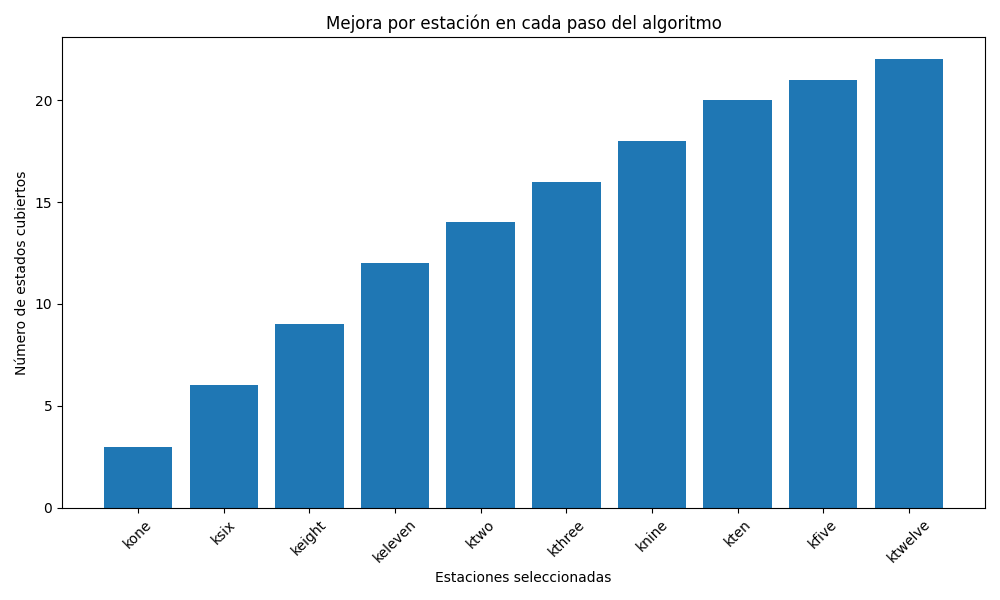 Mejora por estación en cada paso del algoritmo
Número de estados cubiertos
20
15
10
5
0
kone
ksix
keight
keleven
ktwo
kthree
knine
kten
kfive
ktwelve
Estaciones seleccionadas